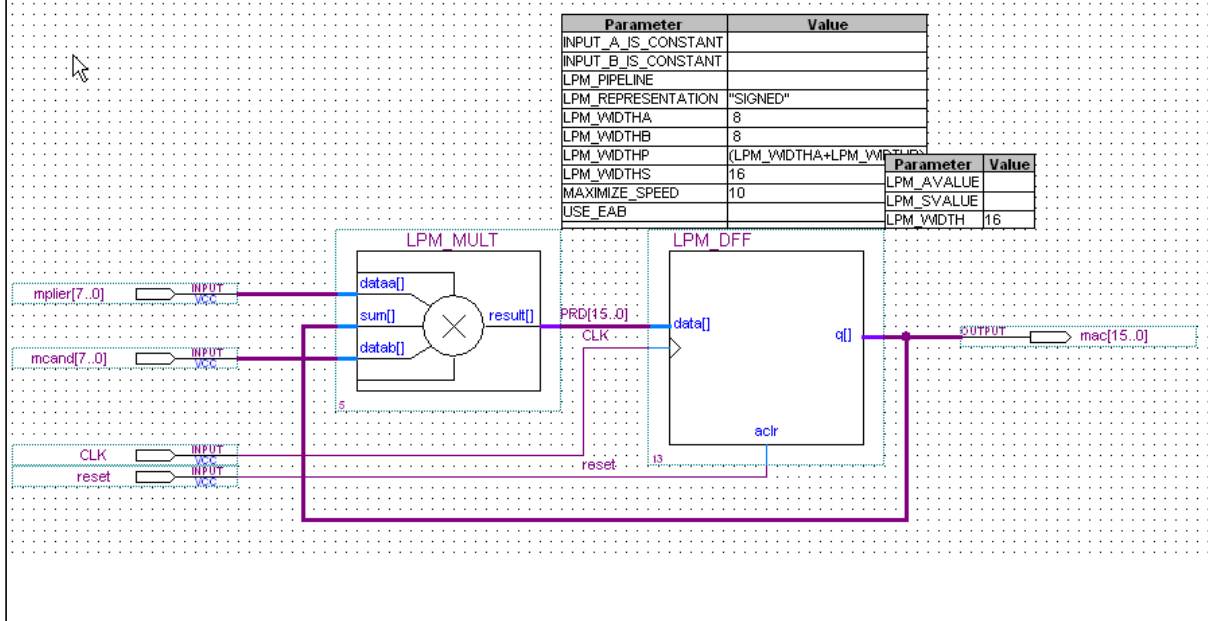 Parameter Value
INPUT_A_IS_CONSTANT
INPUT_B_IS_CONSTANT
LPM_PIPELINE
LPM_REPRESENTATION "SIGNED"
LPM_WIDTHA 8
LPM_WIDTHB 8
LPM_WIDTHP (LPM_WIDTHA+LPM_WIDTHB)
LPM_WIDTHS 16
MAXIMIZE_SPEED 10
USE_EAB
Parameter Value
LPM_AVALUE
LPM_SVALUE
LPM_WIDTH 16
LPM_MULT
LPM_DFF
mplier[7..0] INPUT VCC
dataa[]
sum[]
result[]
PRD[15..0]
data[]
CLK
q[]
OUTPUT mac[15..0]
mcand[7..0] INPUT VCC
datab[]
5
aclr
CLK INPUT VCC
reset
13
reset INPUT VCC